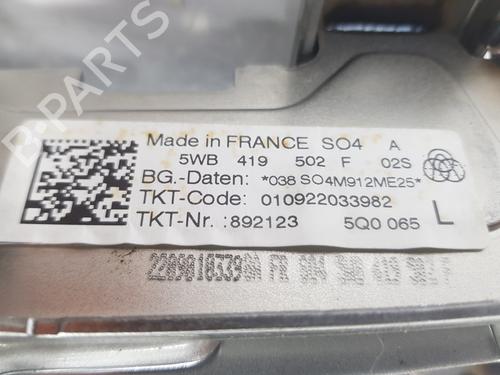 B-PARTS
Made in FRANCE SO4 A
5WB 419 502 F 02S
BG.-Daten: *038 SO4M912ME25*
TKT-Code: 010922033982
TKT-Nr.:892123 5Q0 065 L